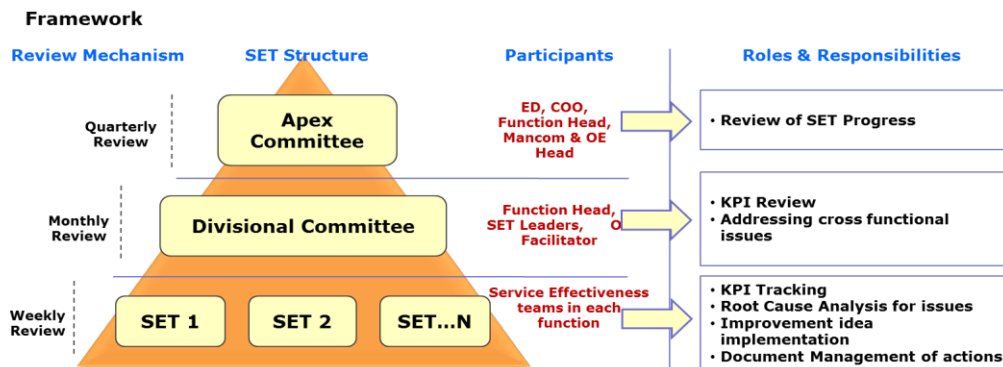 Framework
Review Mechanism
SET Structure
Participants
Roles & Responsibilities
Quarterly
Review
Apex
Committee
ED, COO,
Function Head,
Mancom & OE
Head
• Review of SET Progress
Monthly
Review
Divisional Committee
Function Head,
SET Leaders, O
Facilitator
• KPI Review
• Addressing cross functional
issues
Weekly
Review
SET 1
SET 2
SET...N
Service Effectiveness
teams in each
function
• KPI Tracking
• Root Cause Analysis for issues
• Improvement idea
implementation
• Document Management of actions